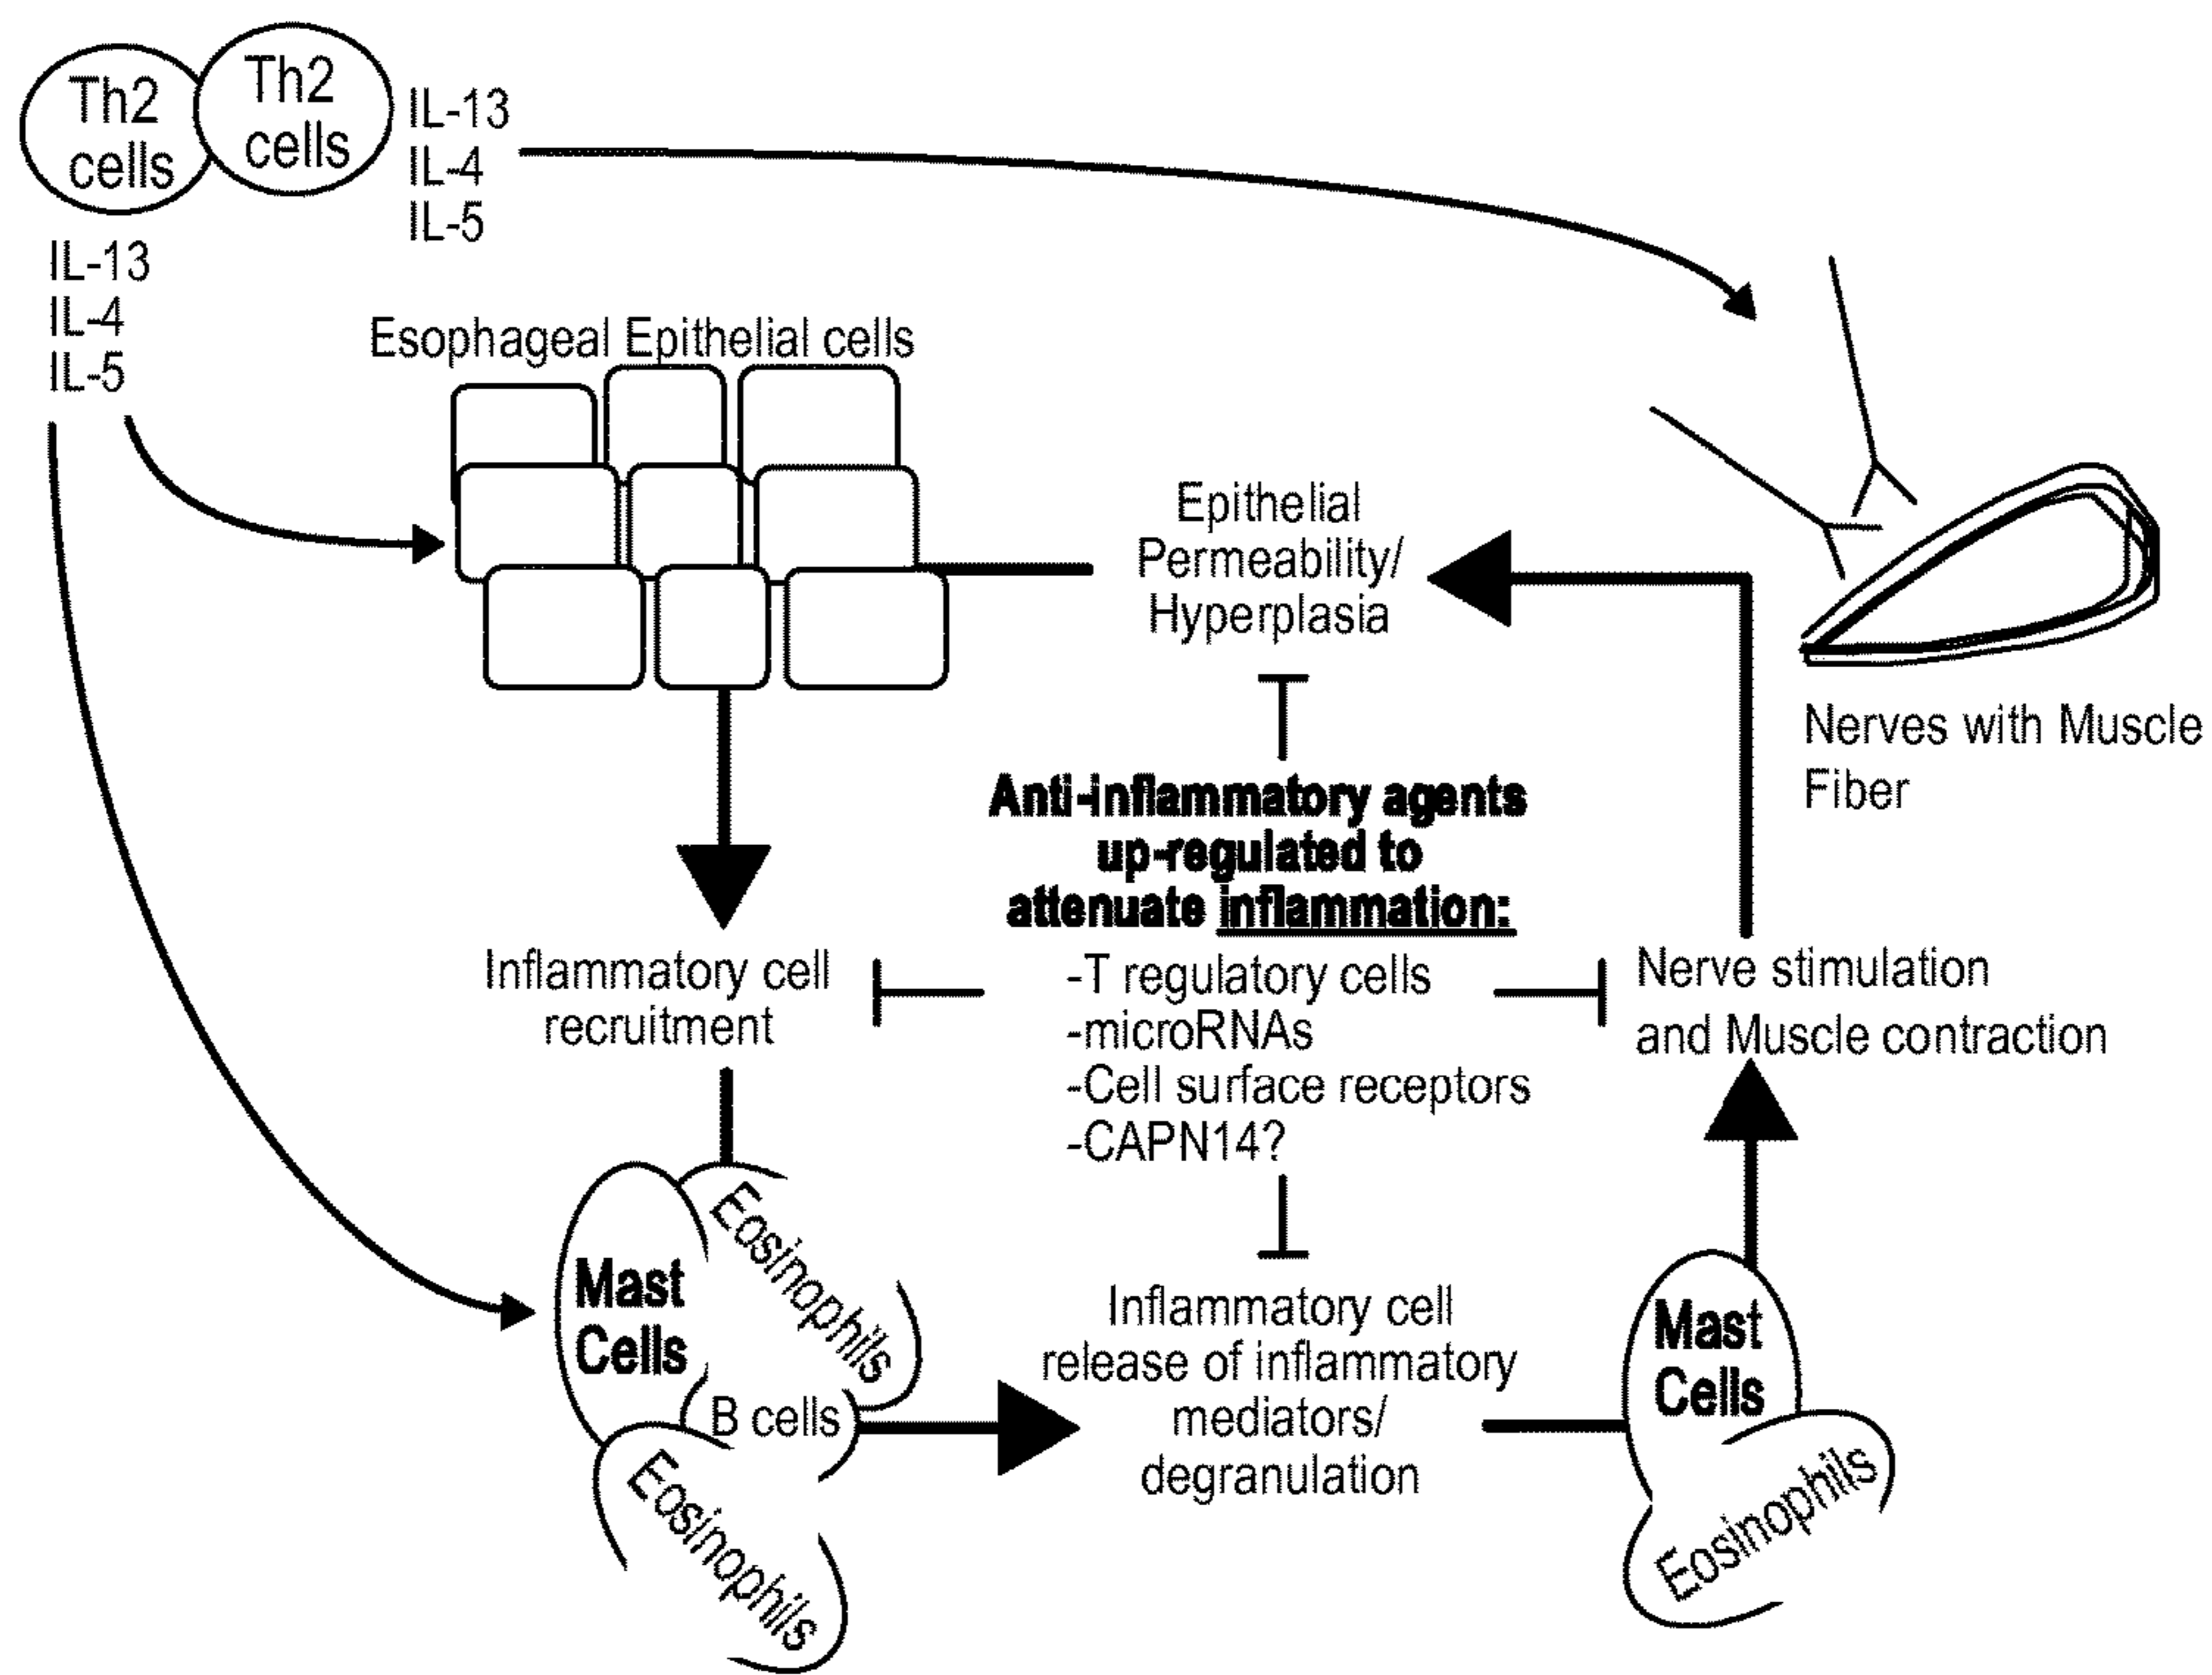 Th2
cells
Th2
cells
IL-13
IL-4
IL-5
IL-13
IL-4
IL-5
Esophageal Epithelial cells
Epithelial
Permeability/
Hyperplasia
Nerves with Muscle
Fiber
Anti-inflammatory agents
up-regulated to
attenuate inflammation:
-T regulatory cells
-microRNAs
-Cell surface receptors
-CAPN14?
Inflammatory cell
recruitment
Nerve stimulation
and Muscle contraction
Mast
Cells
Eosinophils
B cells
Eosinophils
Inflammatory cell
release of inflammatory
mediators/
degranulation
Mast
Cells
Eosinophils